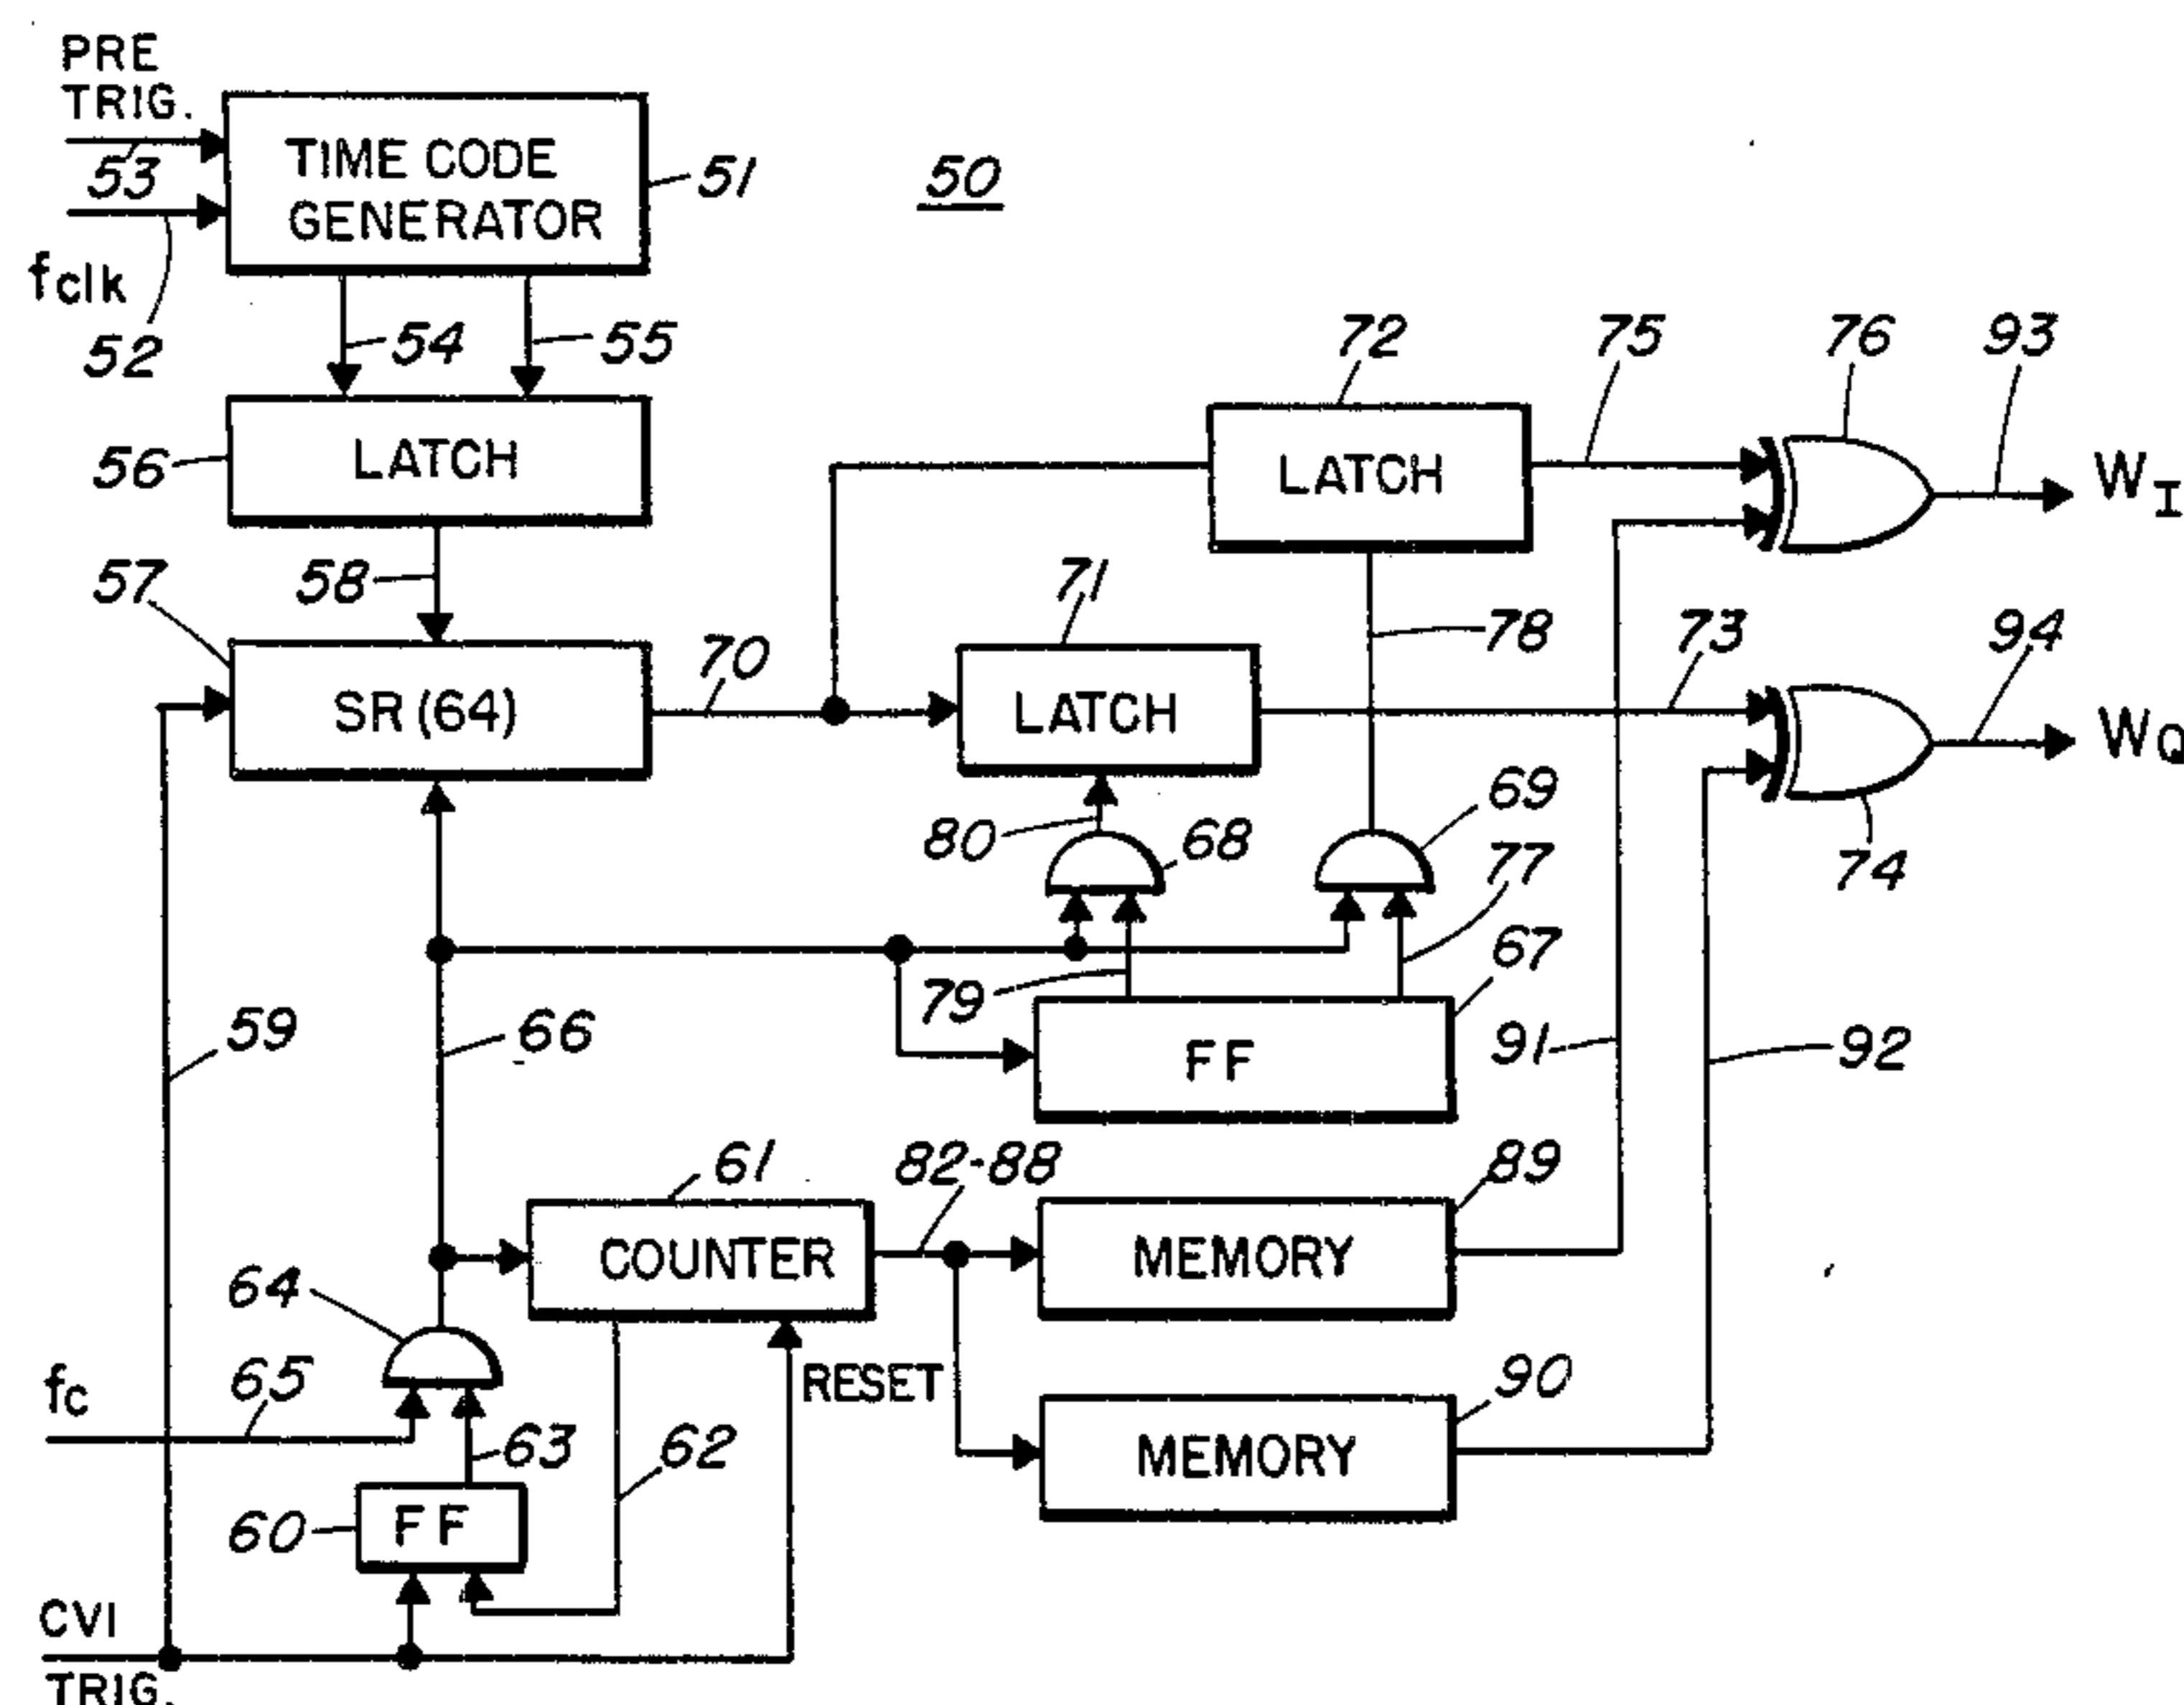 PRE
TRIG.
53
TIME CODE
GENERATOR
51
50
fclk
52
54
55
72
75
76
93
56
LATCH
LATCH
WI
57
58
71
78
73
94
70
SR (64)
LATCH
WQ
80
68
69
77
74
59
66
79
67
FF
91
92
61
82-88
89
64
COUNTER
MEMORY
fc
65
RESET
90
63
62
MEMORY
60
FF
CVI
TRIG.